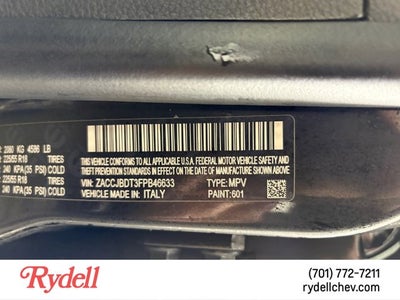 2080 KG 4586 LB
225/55 R18 TIRES
240 KPA(35 PSI) COLD
225/55 R18 TIRES
240 KPA(35 PSI) COLD
THIS VEHICLE CONFORMS TO ALL APPLICABLE U.S.A. FEDERAL MOTOR VEHICLE SAFETY AND
THEFT PREVENTION STANDARDS IN EFFECT ON THE DATE OF MANUFACTURE SHOWN ABOVE.
VIN: ZACCJBDT3FPB46633 TYPE: MPV
VEHICLE MADE IN: ITALY PAINT: 601
Rydell
(701) 772-7211
rydellchev.com